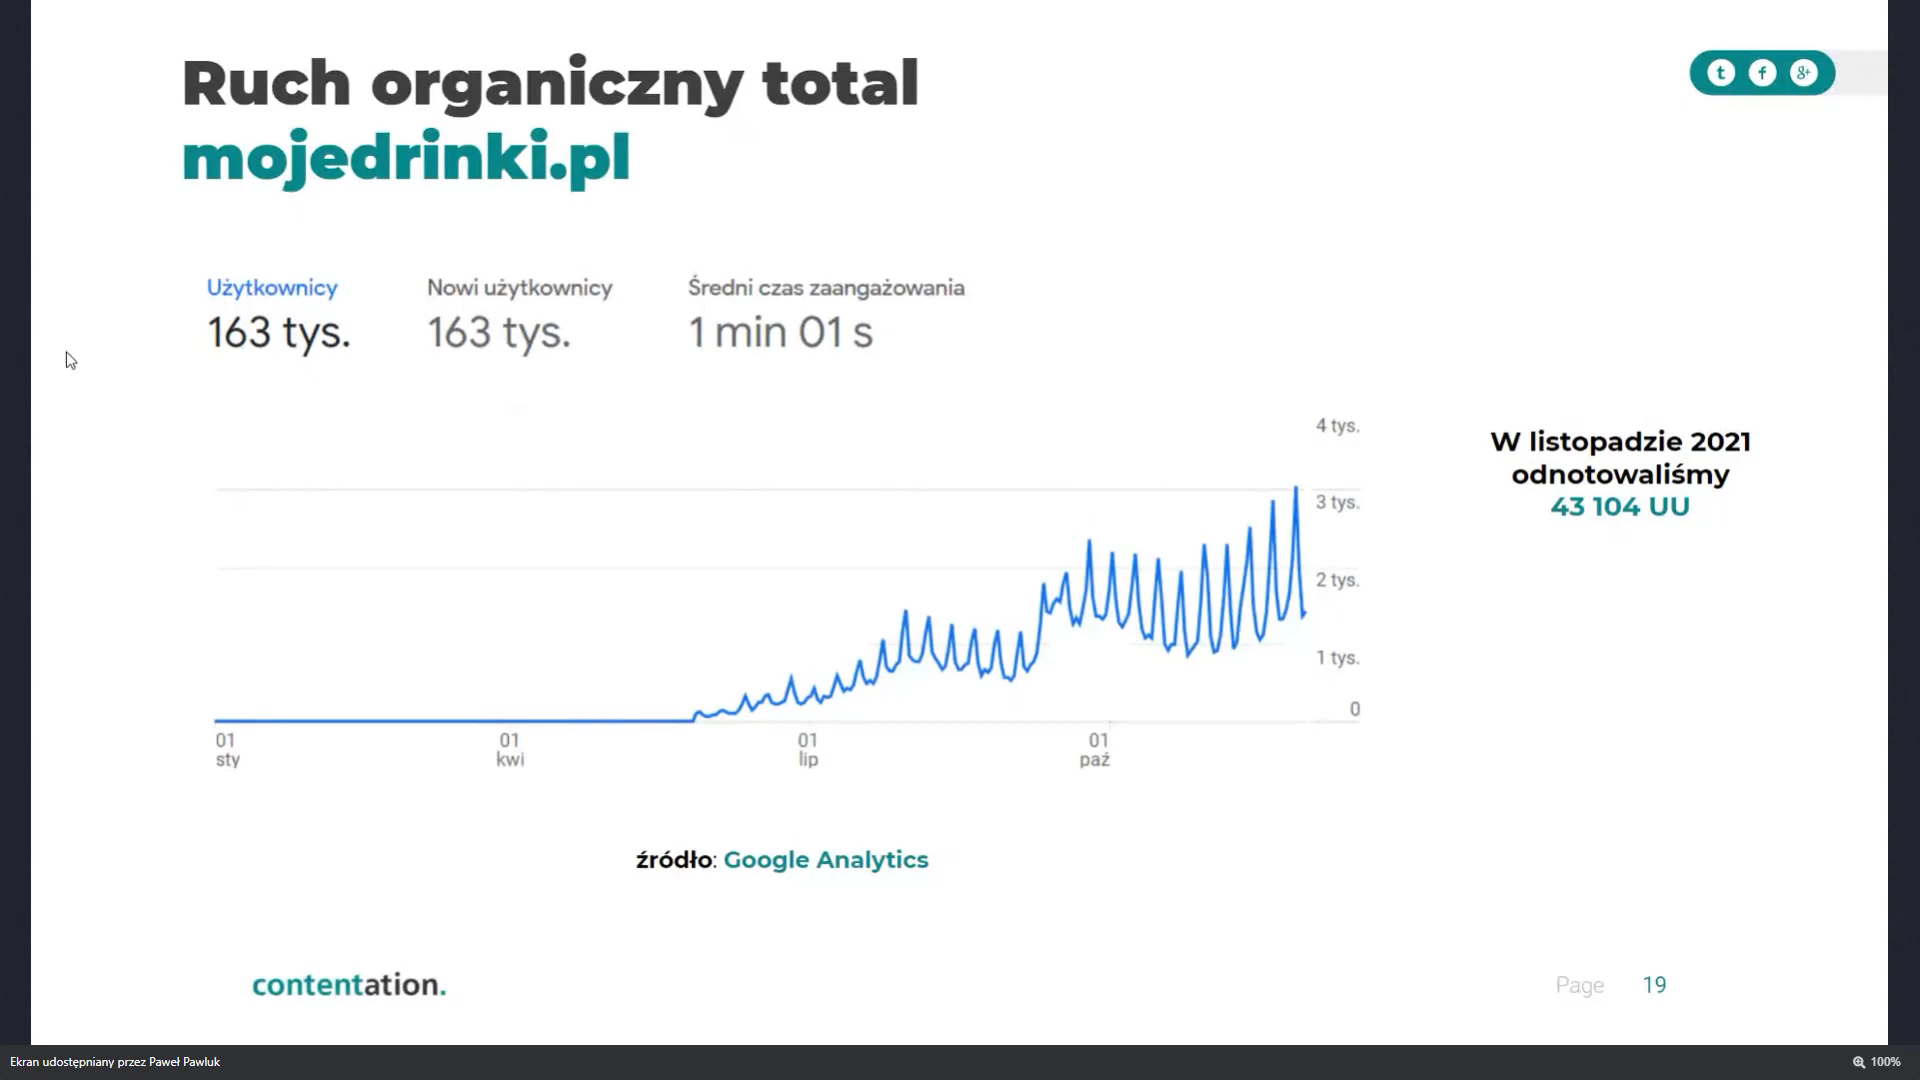 Ruch organiczny total
mojedrinki.pl
t f g+
Użytkownicy Nowi użytkownicy Średni czas zaangażowania
163 tys. 163 tys. 1 min 01 s
4 tys.
3 tys.
2 tys.
1 tys.
0
01 01 01 01
sty kwi lip paź
W listopadzie 2021
odnotowaliśmy
43 104 UU
źródło: Google Analytics
contentation.
Page 19
Ekran udostępniany przez Paweł Pawluk
100%